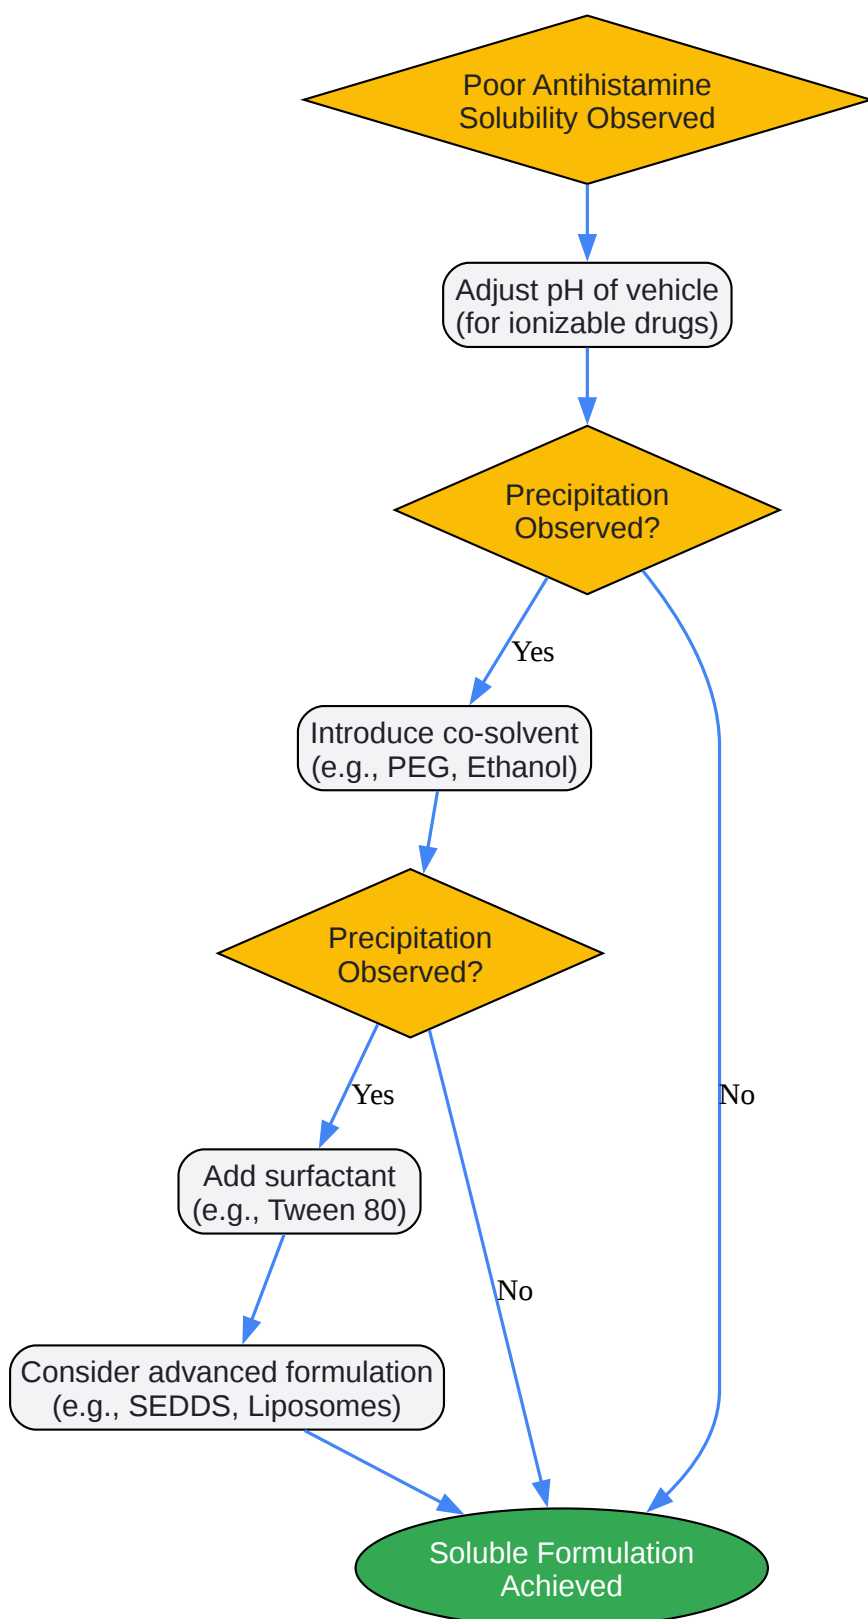 Poor Antihistamine
Solubility Observed
Adjust pH of vehicle
(for ionizable drugs)
Precipitation
Observed?
Yes
Introduce co-solvent
(e.g., PEG, Ethanol)
Precipitation
Observed?
Yes
No
Add surfactant
(e.g., Tween 80)
No
Consider advanced formulation
(e.g., SEDDS, Liposomes)
Soluble Formulation
Achieved